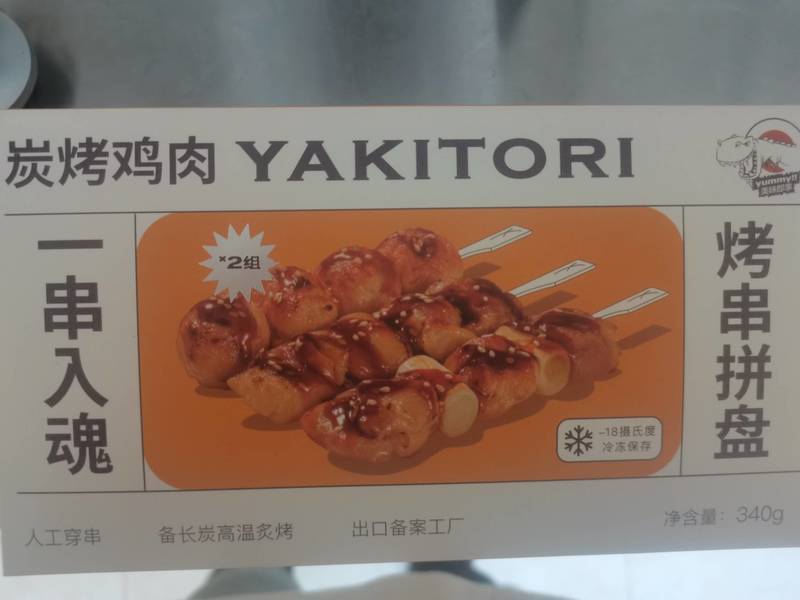 炭烤鸡肉 YAKITORI
yummy!!
美味即享
一串入魂
×2组
烤串拼盘
-18摄氏度
冷冻保存
人工穿串 备长炭高温炙烤 出口备案工厂 净含量：340g